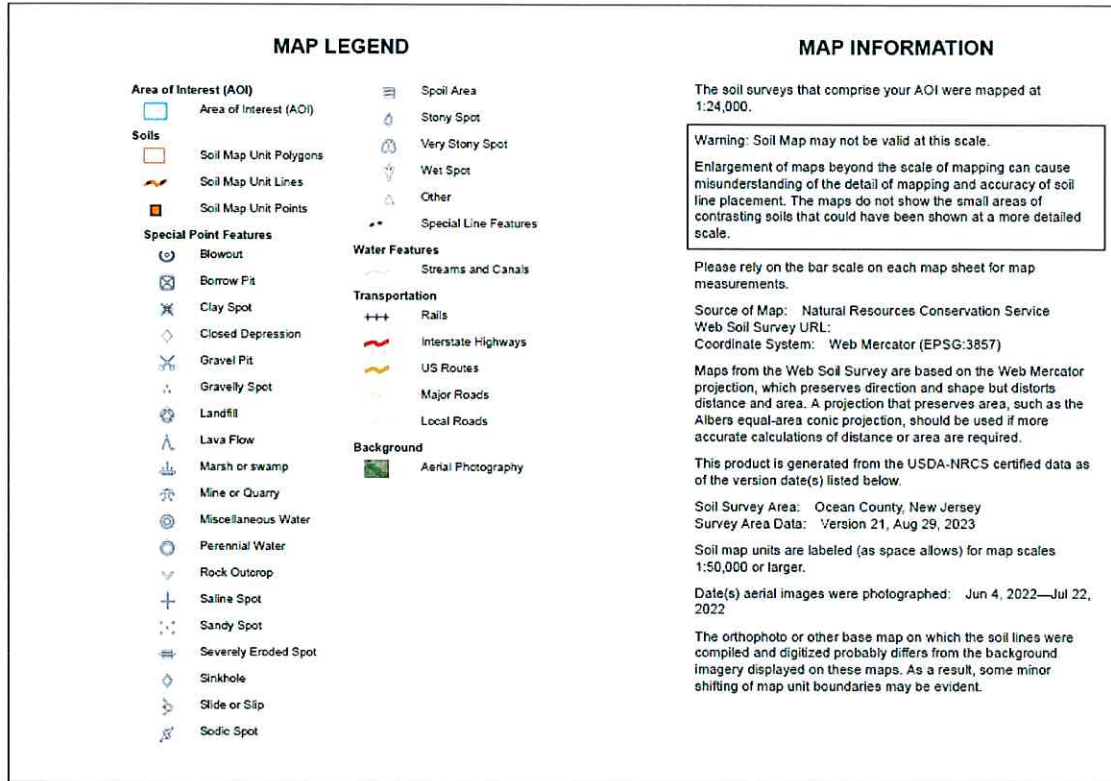 MAP LEGEND
Area of Interest (AOI)
Area of Interest (AOI)
Soils
Soil Map Unit Polygons
Soil Map Unit Lines
Soil Map Unit Points
Special Point Features
Blowout
Borrow Pit
Clay Spot
Closed Depression
Gravel Pit
Gravelly Spot
Landfill
Lava Flow
Marsh or swamp
Mine or Quarry
Miscellaneous Water
Perennial Water
Rock Outcrop
Saline Spot
Sandy Spot
Severely Eroded Spot
Sinkhole
Slide or Slip
Sodic Spot
Spoil Area
Stony Spot
Very Stony Spot
Wet Spot
Other
Special Line Features
Water Features
Streams and Canals
Transportation
Rails
Interstate Highways
US Routes
Major Roads
Local Roads
Background
Aerial Photography
MAP INFORMATION
The soil surveys that comprise your AOI were mapped at
1:24,000.
Warning: Soil Map may not be valid at this scale.
Enlargement of maps beyond the scale of mapping can cause
misunderstanding of the detail of mapping and accuracy of soil
line placement. The maps do not show the small areas of
contrasting soils that could have been shown at a more detailed
scale.
Please rely on the bar scale on each map sheet for map
measurements.
Source of Map: Natural Resources Conservation Service
Web Soil Survey URL:
Coordinate System: Web Mercator (EPSG:3857)
Maps from the Web Soil Survey are based on the Web Mercator
projection, which preserves direction and shape but distorts
distance and area. A projection that preserves area, such as the
Albers equal-area conic projection, should be used if more
accurate calculations of distance or area are required.
This product is generated from the USDA-NRCS certified data as
of the version date(s) listed below.
Soil Survey Area: Ocean County, New Jersey
Survey Area Data: Version 21, Aug 29, 2023
Soil map units are labeled (as space allows) for map scales
1:50,000 or larger.
Date(s) aerial images were photographed: Jun 4, 2022—Jul 22,
2022
The orthophoto or other base map on which the soil lines were
compiled and digitized probably differs from the background
imagery displayed on these maps. As a result, some minor
shifting of map unit boundaries may be evident.